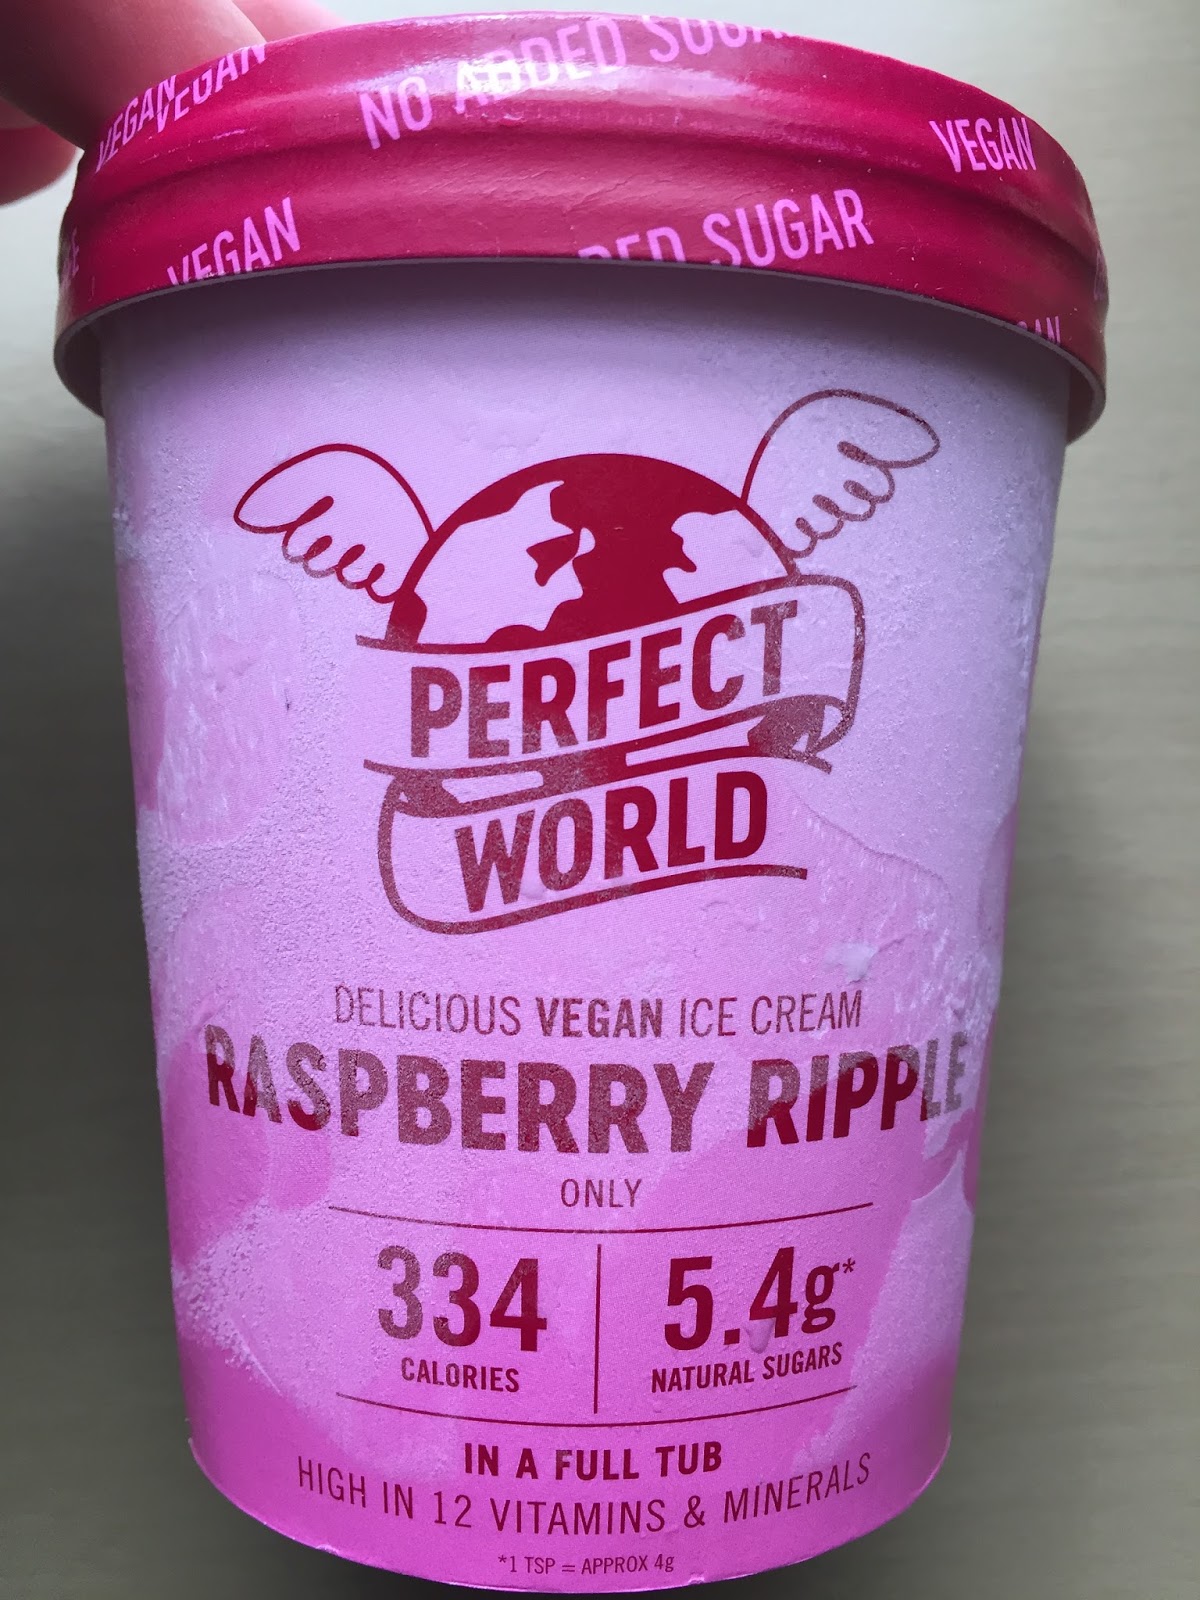 VEGAN
VEGAN
NO ADDED SUGAR
VEGAN
VEGAN
SUGAR
PERFECT
WORLD
DELICIOUS VEGAN ICE CREAM
RASPBERRY RIPPLE
ONLY
334
CALORIES
5.4g*
NATURAL SUGARS
IN A FULL TUB
HIGH IN 12 VITAMINS & MINERALS
*1 TSP = APPROX 4g